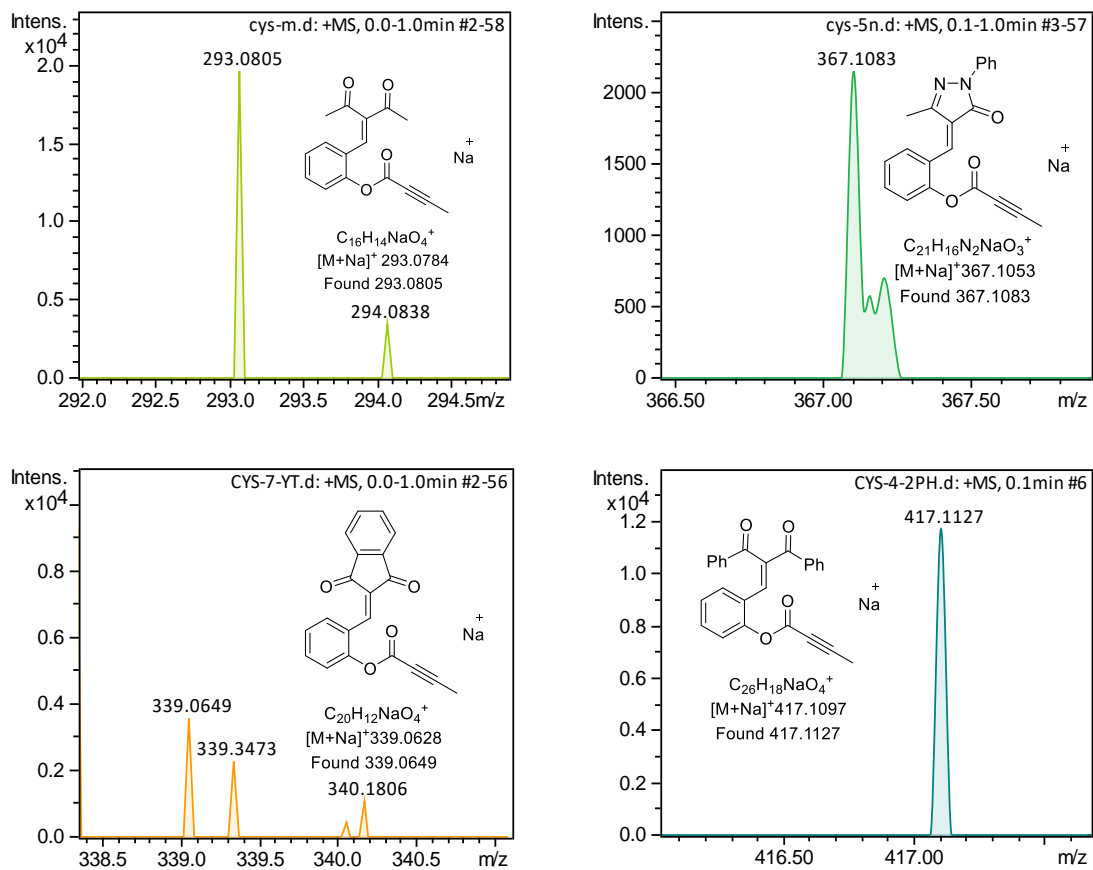 Intens.
x10⁴
cys-m.d: +MS, 0.0-1.0min #2-58
293.0805
2.0
1.5
1.0
0.5
0.0
O O
O
O
+
Na
C₁₆H₁₄NaO₄⁺
[M+Na]⁺ 293.0784
Found 293.0805
294.0838
292.0 292.5 293.0 293.5 294.0 294.5 m/z
Intens.
cys-5n.d: +MS, 0.1-1.0min #3-57
367.1083
2000
1500
1000
500
0
Ph
N N
O
O
O
+
Na
C₂₁H₁₆N₂NaO₃⁺
[M+Na]⁺367.1053
Found 367.1083
366.50 367.00 367.50 m/z
Intens.
x10⁴
CYS-7-YT.d: +MS, 0.0-1.0min #2-56
0.8
0.6
0.4
0.2
0.0
O O
O
O
+
Na
C₂₀H₁₂NaO₄⁺
[M+Na]⁺339.0628
Found 339.0649
339.0649
339.3473
340.1806
338.5 339.0 339.5 340.0 340.5 m/z
Intens.
x10⁴
CYS-4-2PH.d: +MS, 0.1min #6
417.1127
1.2
1.0
0.8
0.6
0.4
0.2
0.0
O O
Ph Ph
O
O
+
Na
C₂₆H₁₈NaO₄⁺
[M+Na]⁺417.1097
Found 417.1127
416.50 417.00 m/z